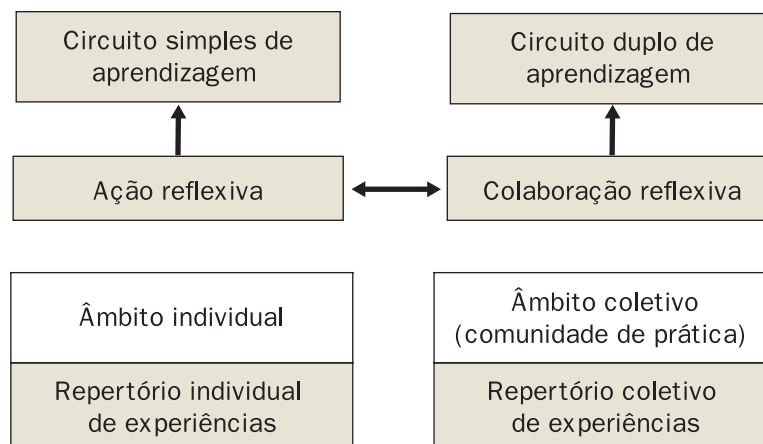 Circuito simples de
aprendizagem
Circuito duplo de
aprendizagem
Ação reflexiva
Colaboração reflexiva
Âmbito individual
Âmbito coletivo
(comunidade de prática)
Repertório individual
de experiências
Repertório coletivo
de experiências